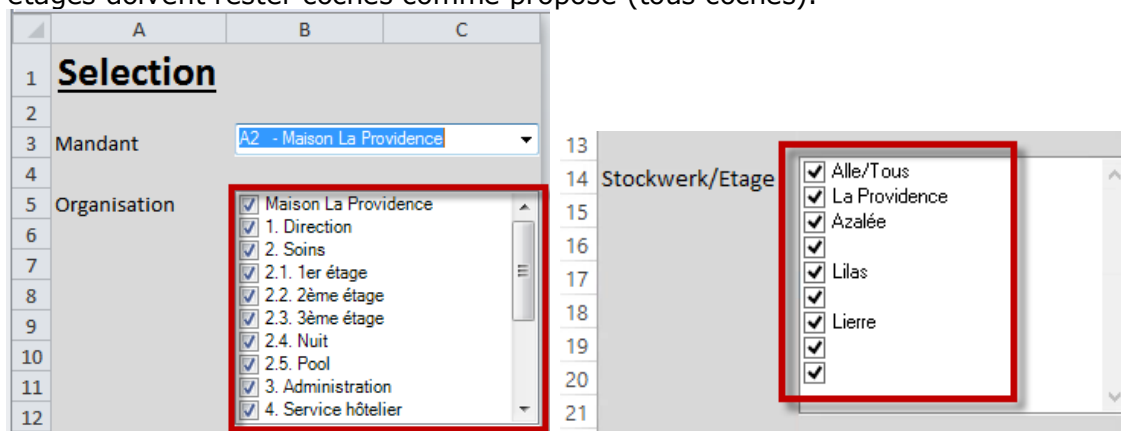 étages doivent rester cochés comme proposé (tous cochés).
A B C
1 Selection
2
3 Mandant A2 - Maison La Providence
4
5 Organisation Maison La Providence
6 1. Direction
2. Soins
7 2.1. 1er étage
8 2.2. 2ème étage
9 2.3. 3ème étage
10 2.4. Nuit
2.5. Pool
11 3. Administration
12 4. Service hôtelier
13
14 Stockwerk/Etage Alle/Tous
La Providence
15 Azalée
16
17 Lilas
18 Lierre
19
20
21